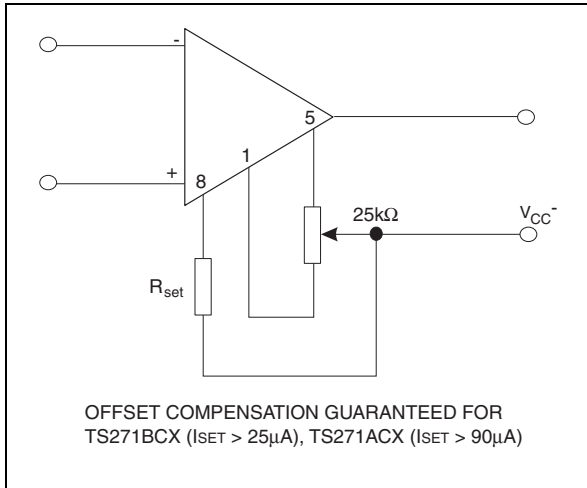 -
5
1
+
8
25kΩ
VCC-
Rset
OFFSET COMPENSATION GUARANTEED FOR
TS271BCX (ISET > 25µA), TS271ACX (ISET > 90µA)